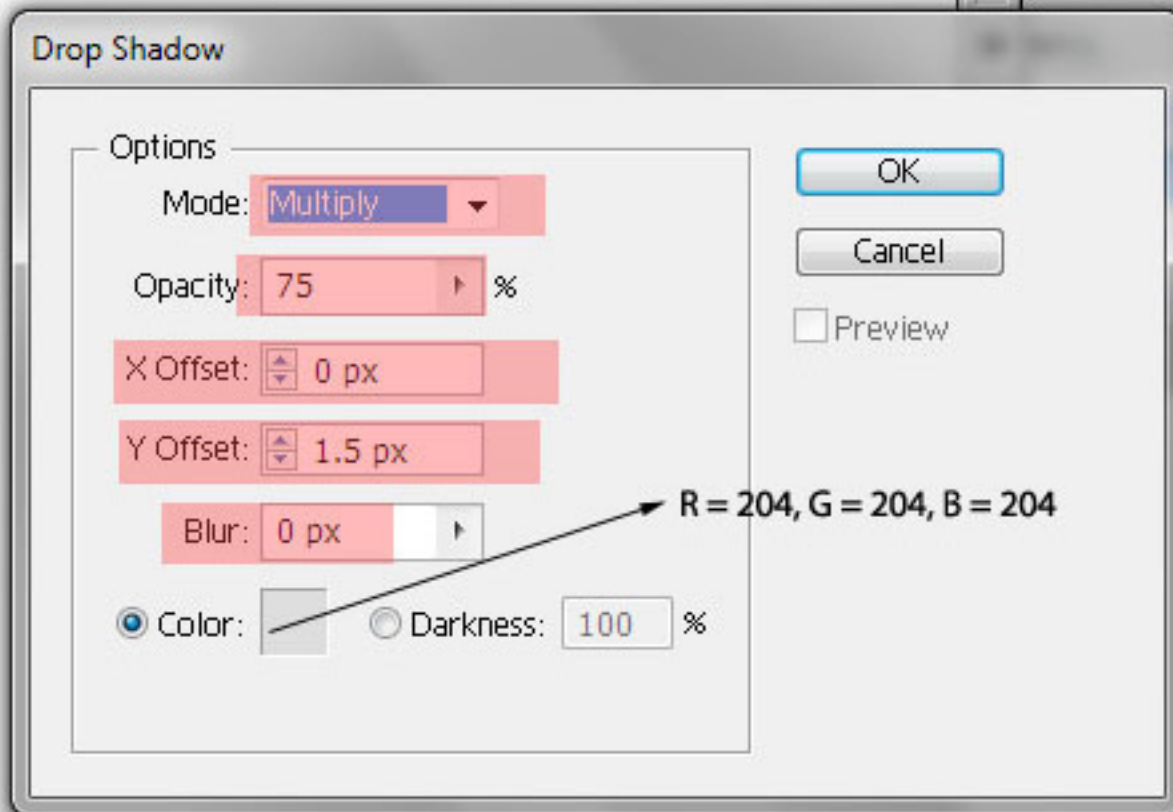 Drop Shadow
Options
Mode: Multiply
Opacity: 75 %
X Offset: 0 px
Y Offset: 1.5 px
Blur: 0 px
Color: Darkness: 100 %
OK
Cancel
Preview
R = 204, G = 204, B = 204